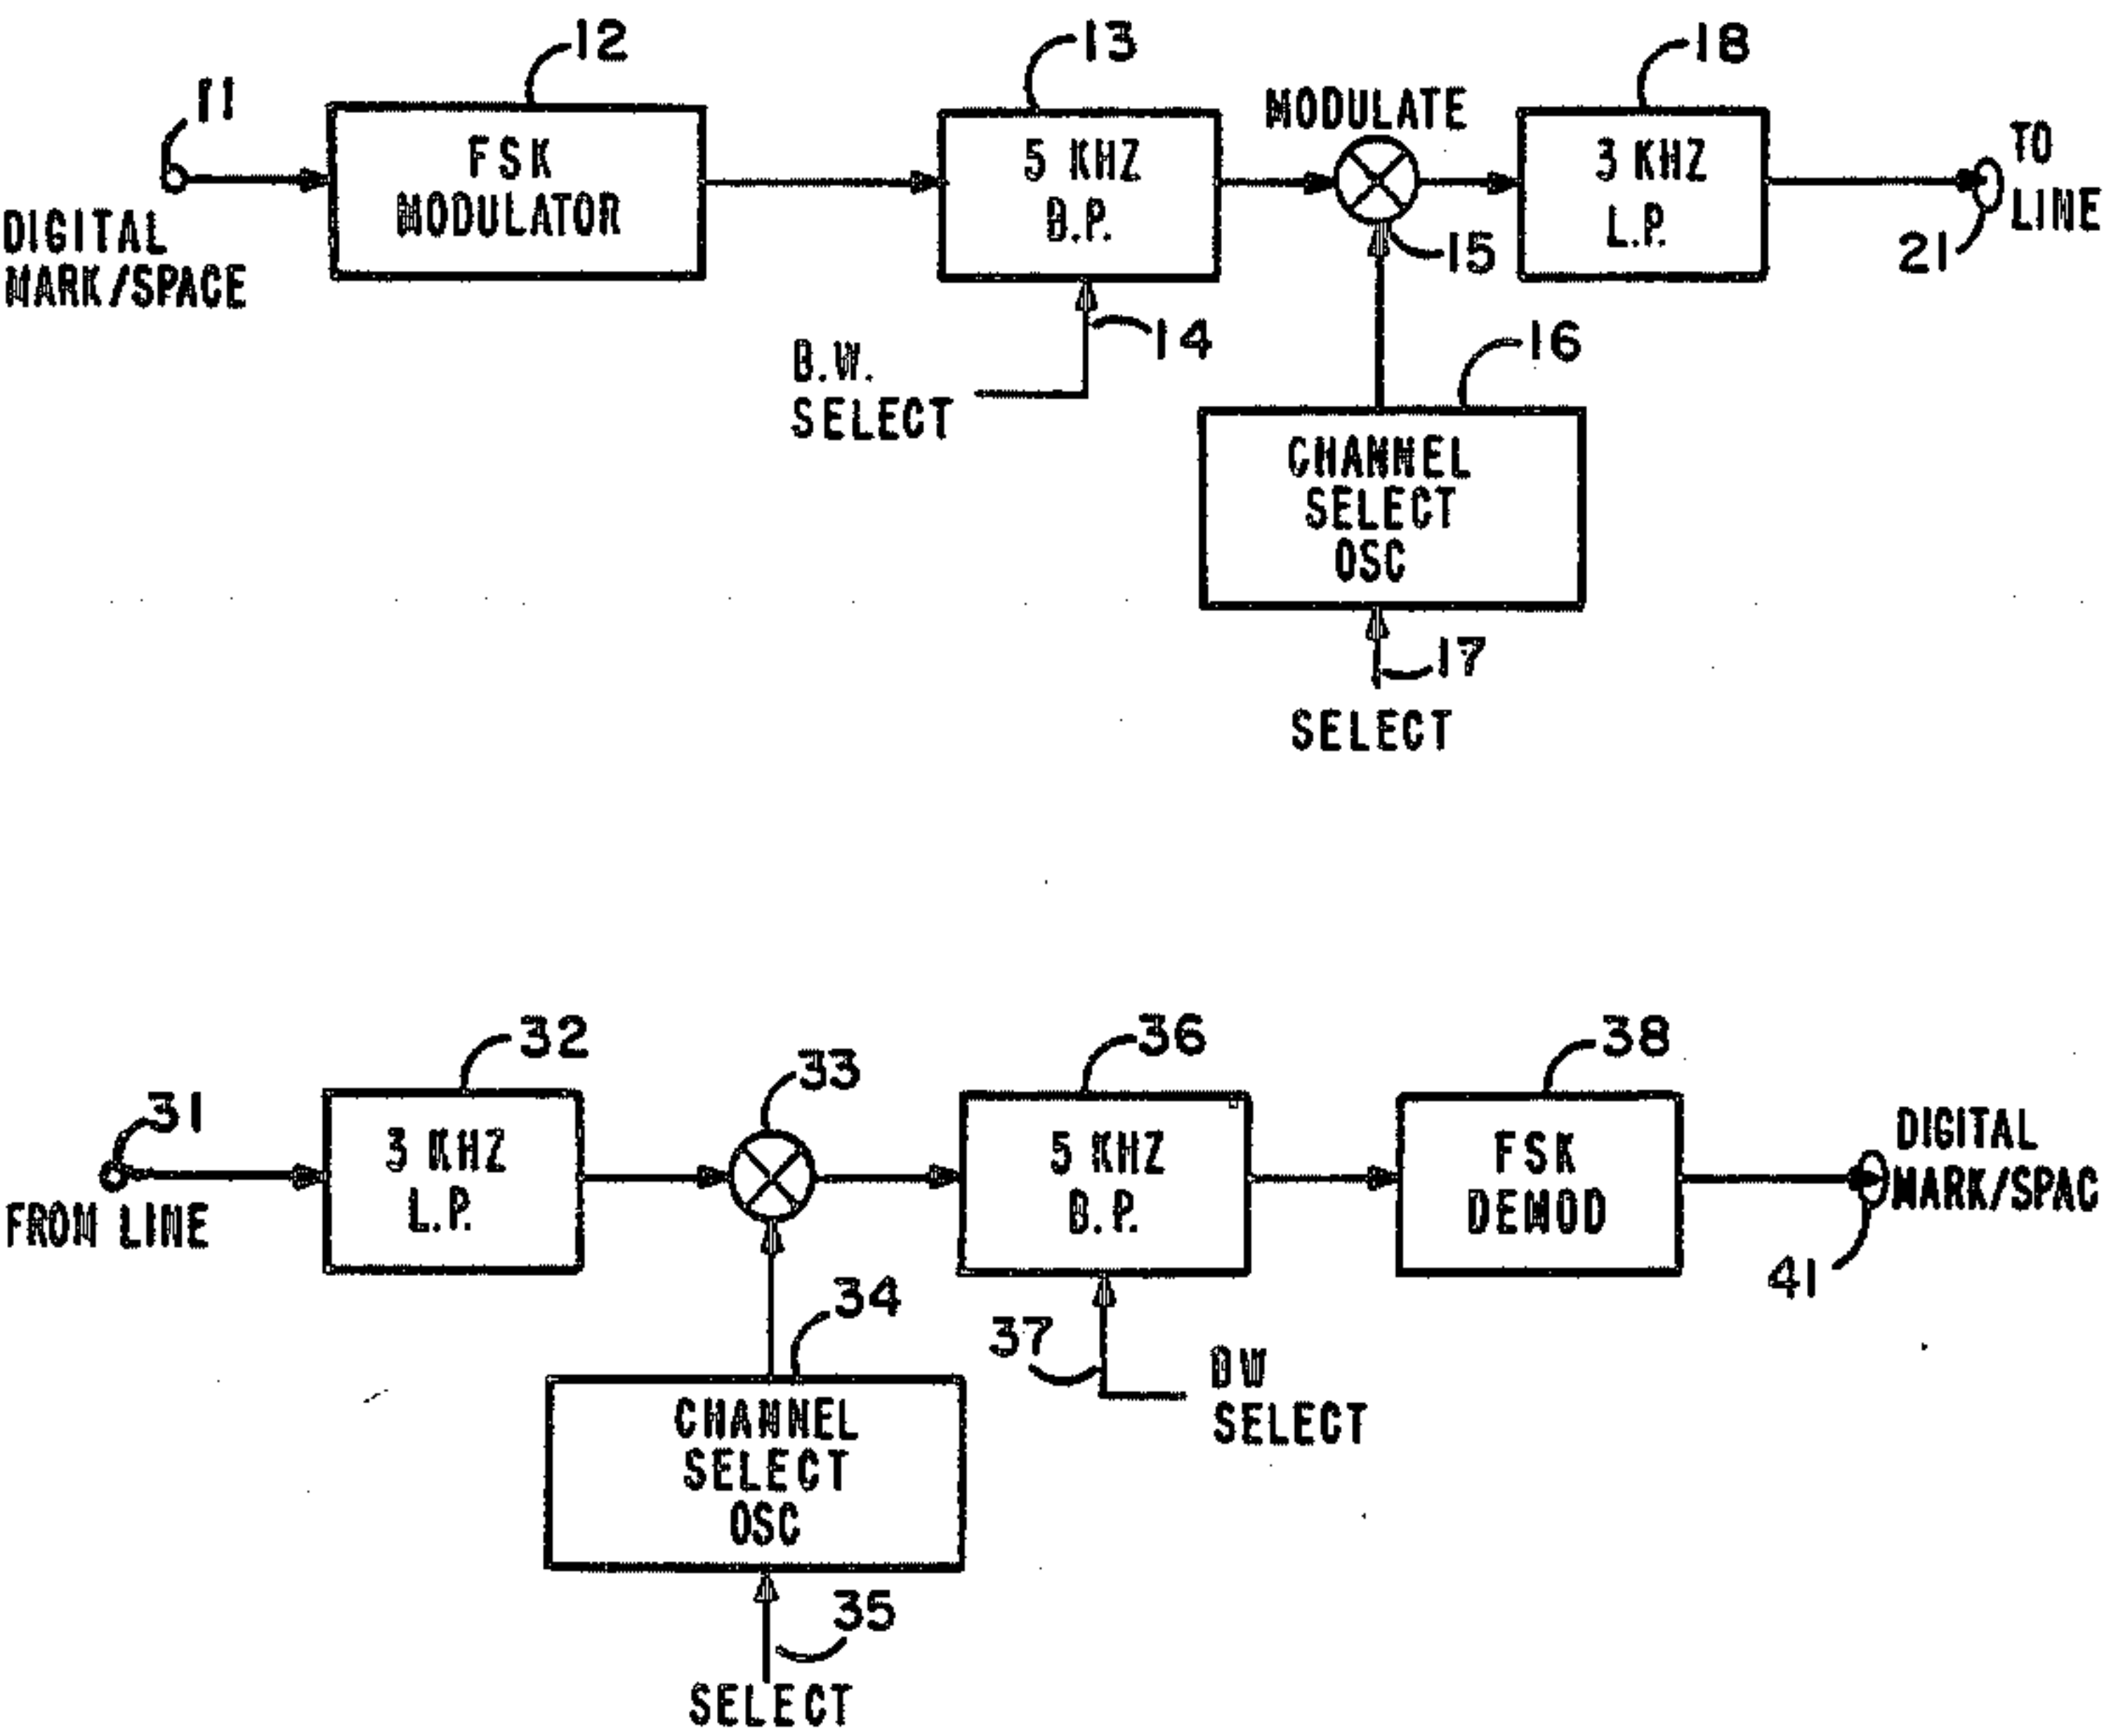 12
13
18
11
MODULATE
FSK
MODULATOR
5 KHZ
B.P.
3 KHZ
L.P.
TO
LINE
DIGITAL
MARK/SPACE
15
21
14
B.W.
SELECT
16
CHANNEL
SELECT
OSC
17
SELECT
32
33
36
38
31
3 KHZ
L.P.
5 KHZ
B.P.
FSK
DEMOD
DIGITAL
MARK/SPAC
FROM LINE
34
37
41
BW
SELECT
CHANNEL
SELECT
OSC
35
SELECT